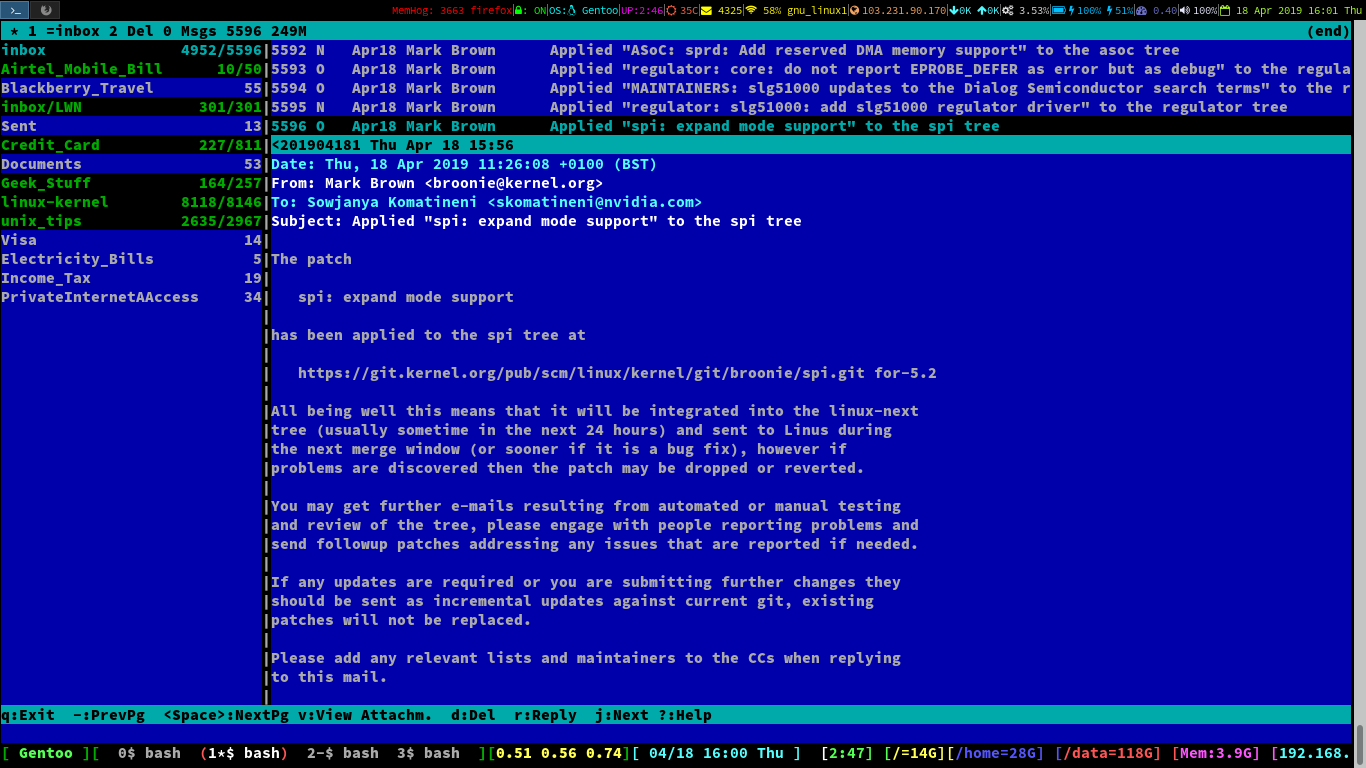 MemHog: 3663 firefox : ON OS: Gentoo UP:2:46 35C 4325 58% gnu_linux1 103.231.90.170 0K 0K 3.53% 100% 51% 0.40 100% 18 Apr 2019 16:01 Thu
* 1 =inbox 2 Del 0 Msgs 5596 249M (end)
inbox 4952/5596|5592 N Apr18 Mark Brown Applied "ASoC: sprd: Add reserved DMA memory support" to the asoc tree
Airtel_Mobile_Bill 10/50|5593 O Apr18 Mark Brown Applied "regulator: core: do not report EPROBE_DEFER as error but as debug" to the regula
Blackberry_Travel 55|5594 O Apr18 Mark Brown Applied "MAINTAINERS: slg51000 updates to the Dialog Semiconductor search terms" to the r
inbox/LWN 301/301|5595 N Apr18 Mark Brown Applied "regulator: slg51000: add slg51000 regulator driver" to the regulator tree
Sent 13|5596 O Apr18 Mark Brown Applied "spi: expand mode support" to the spi tree
Credit_Card 227/811|<201904181 Thu Apr 18 15:56
Documents 53|Date: Thu, 18 Apr 2019 11:26:08 +0100 (BST)
Geek_Stuff 164/257|From: Mark Brown <broonie@kernel.org>
linux-kernel 8118/8146|To: Sowjanya Komatineni <skomatineni@nvidia.com>
unix_tips 2635/2967|Subject: Applied "spi: expand mode support" to the spi tree
Visa 14|
Electricity_Bills 5|The patch
Income_Tax 19|
PrivateInternetAAccess 34| spi: expand mode support
has been applied to the spi tree at
https://git.kernel.org/pub/scm/linux/kernel/git/broonie/spi.git for-5.2
All being well this means that it will be integrated into the linux-next
tree (usually sometime in the next 24 hours) and sent to Linus during
the next merge window (or sooner if it is a bug fix), however if
problems are discovered then the patch may be dropped or reverted.
You may get further e-mails resulting from automated or manual testing
and review of the tree, please engage with people reporting problems and
send followup patches addressing any issues that are reported if needed.
If any updates are required or you are submitting further changes they
should be sent as incremental updates against current git, existing
patches will not be replaced.
Please add any relevant lists and maintainers to the CCs when replying
to this mail.
q:Exit -:PrevPg <Space>:NextPg v:View Attachm. d:Del r:Reply j:Next ?:Help
[ Gentoo ][ 0$ bash (1*$ bash) 2-$ bash 3$ bash ][0.51 0.56 0.74][ 04/18 16:00 Thu ] [2:47] [/=14G][/home=28G] [/data=118G] [Mem:3.9G] [192.168.